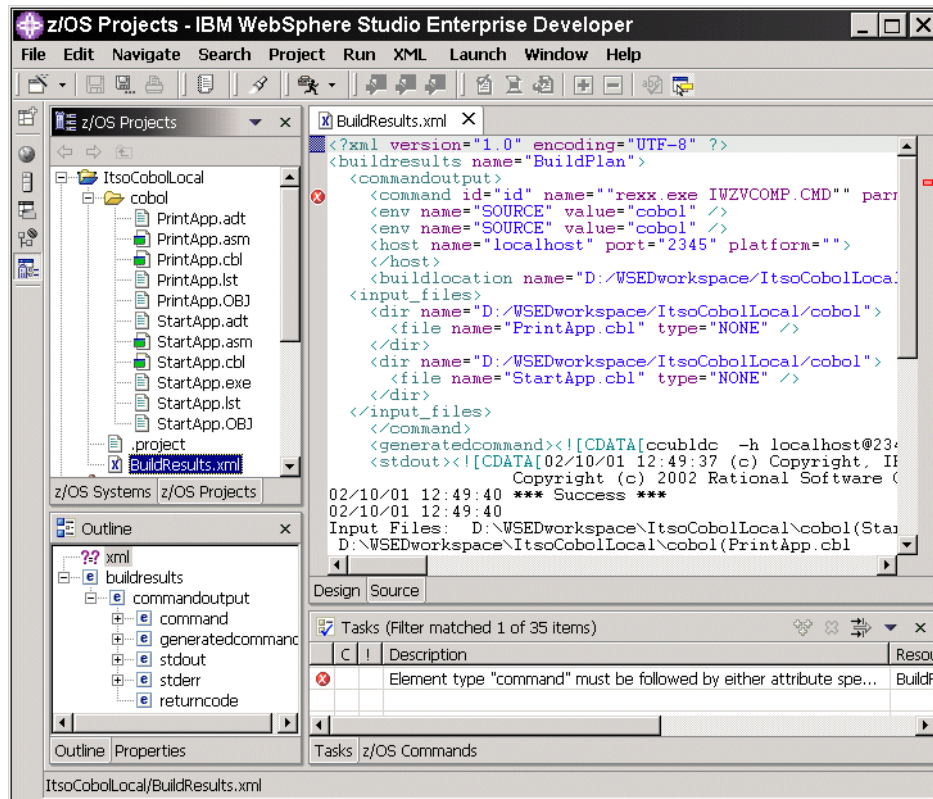 z/OS Projects - IBM WebSphere Studio Enterprise Developer
File Edit Navigate Search Project Run XML Launch Window Help
z/OS Projects
ItsoCobolLocal
cobol
PrintApp.adt
PrintApp.asm
PrintApp.cbl
PrintApp.lst
PrintApp.OBJ
StartApp.adt
StartApp.asm
StartApp.cbl
StartApp.exe
StartApp.lst
StartApp.OBJ
.project
BuildResults.xml
z/OS Systems z/OS Projects
Outline
?=? xml
e buildresults
e commandoutput
e command
e generatedcommanc
e stdout
e stderr
e returncode
Outline Properties
X BuildResults.xml
<?xml version="1.0" encoding="UTF-8" ?>
<buildresults name="BuildPlan">
<commandoutput>
<command id="id" name=""rexx.exe IWZVCOMP.CMD"" parm
<env name="SOURCE" value="cobol" />
<env name="SOURCE" value="cobol" />
<host name="localhost" port="2345" platform="">
</host>
<buildlocation name="D:/WSEDworkspace/ItsoCobolLocal
<input_files>
<dir name="D:/WSEDworkspace/ItsoCobolLocal/cobol">
<file name="PrintApp.cbl" type="NONE" />
</dir>
<dir name="D:/WSEDworkspace/ItsoCobolLocal/cobol">
<file name="StartApp.cbl" type="NONE" />
</dir>
</input_files>
</command>
<generatedcommand><![CDATA[ccubldc -h localhost@234
<stdout><![CDATA[02/10/01 12:49:37 (c) Copyright, IB
Copyright (c) 2002 Rational Software C
02/10/01 12:49:40 *** Success ***
02/10/01 12:49:40
Input Files: D:\WSEDworkspace\ItsoCobolLocal\cobol(Star
D:\WSEDworkspace\ItsoCobolLocal\cobol(PrintApp.cbl
Design Source
Tasks (Filter matched 1 of 35 items)
C ! Description Resou
Element type "command" must be followed by either attribute spe... BuildR
Tasks z/OS Commands
ItsoCobolLocal/BuildResults.xml